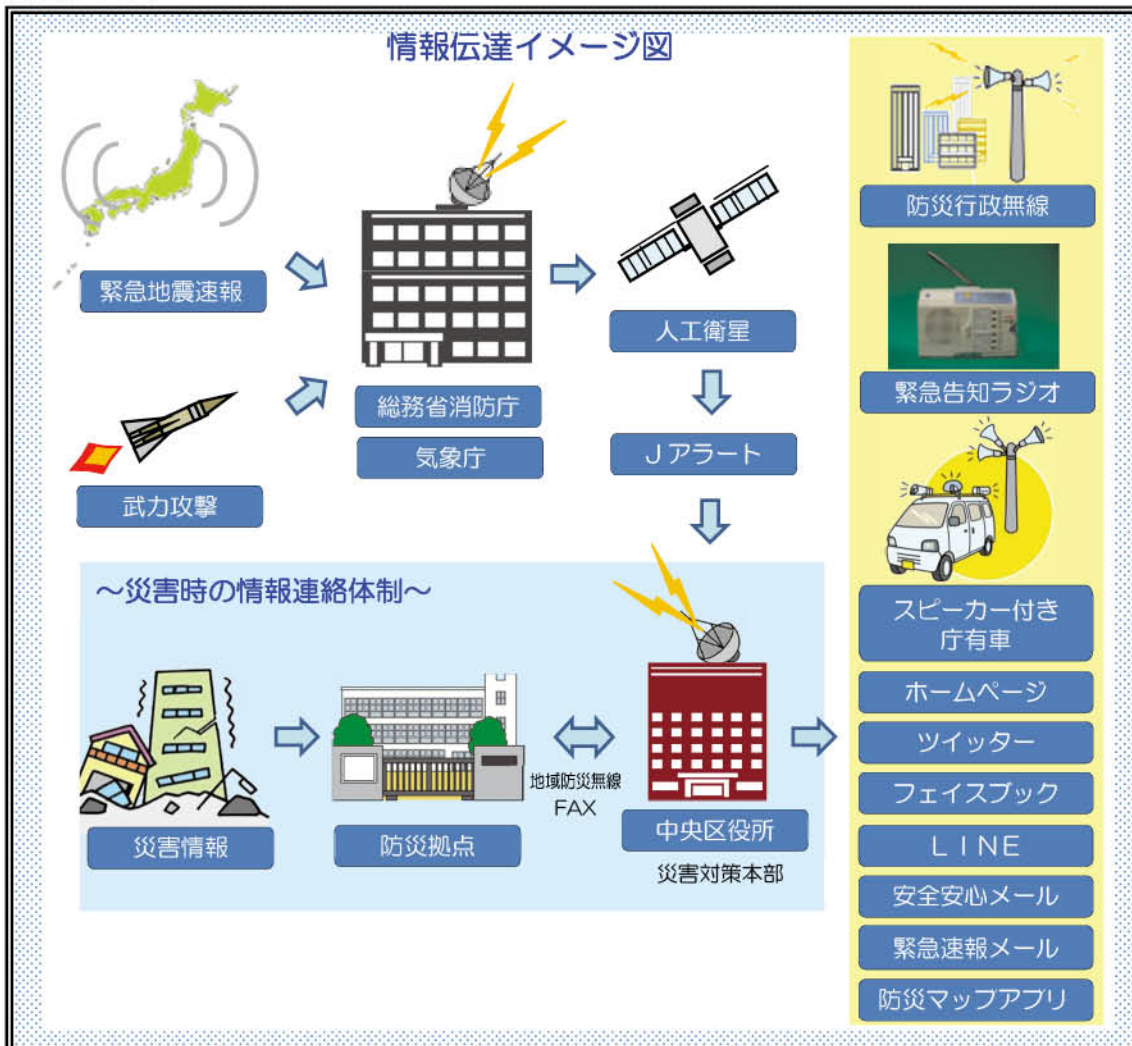 情報伝達イメージ図
緊急地震速報
武力攻撃
総務省消防庁
気象庁
人工衛星
Jアラート
～災害時の情報連絡体制～
災害情報
防災拠点
地域防災無線
FAX
中央区役所
災害対策本部
防災行政無線
緊急告知ラジオ
スピーカー付き
庁有車
ホームページ
ツイッター
フェイスブック
LINE
安全安心メール
緊急速報メール
防災マップアプリ